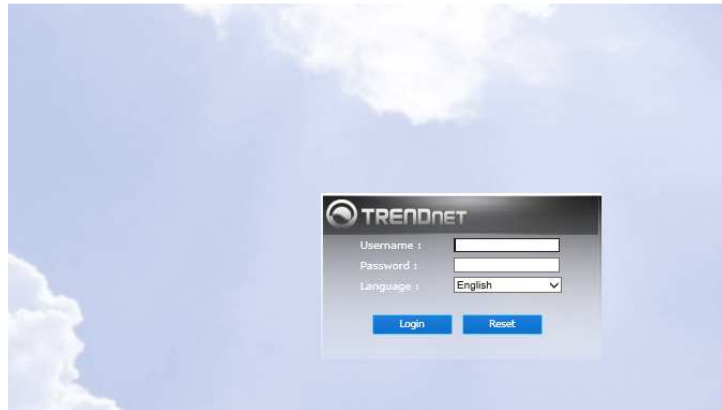 TRENDNET
Username :
Password :
Language : English
Login Reset